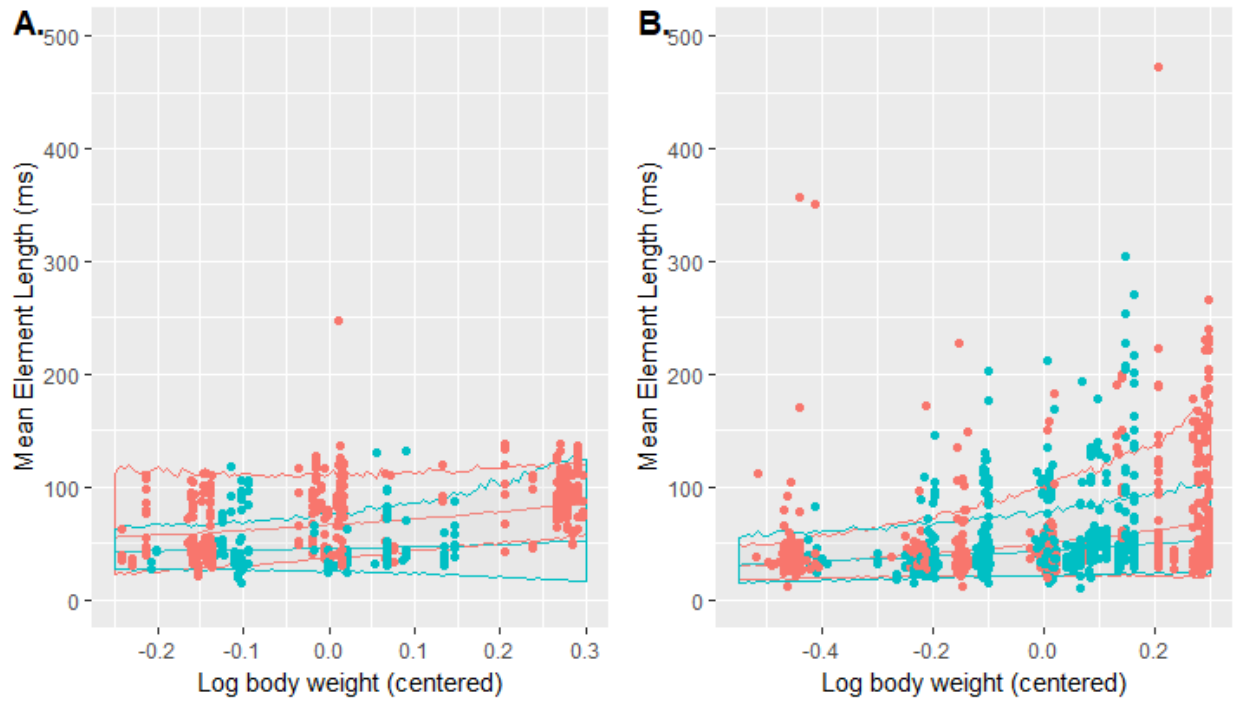 A.
500
400
300
200
100
0
Mean Element Length (ms)
-0.2 -0.1 0.0 0.1 0.2 0.3
Log body weight (centered)
B.
500
400
300
200
100
0
Mean Element Length (ms)
-0.4 -0.2 0.0 0.2
Log body weight (centered)